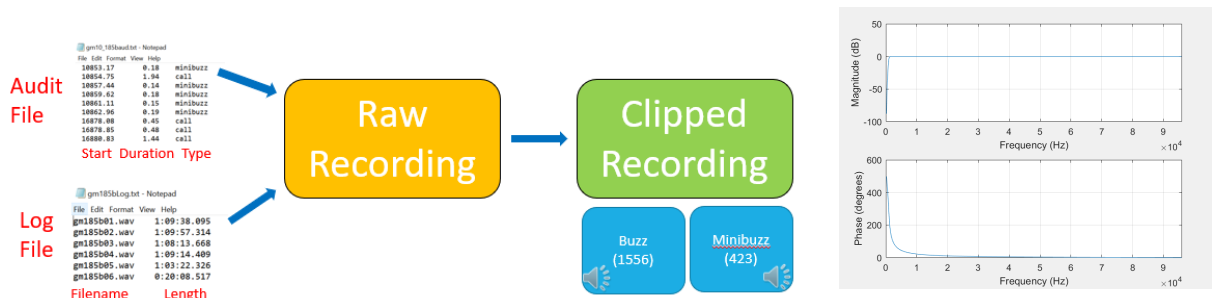 Audit
File
gm10_185baud.txt - Notepad
File Edit Format View Help
10853.17 0.18 minibuzz
10854.75 1.94 call
10857.44 0.14 minibuzz
10859.62 0.18 minibuzz
10861.11 0.15 minibuzz
10862.96 0.19 minibuzz
16878.08 0.45 call
16878.85 0.48 call
16880.83 1.44 call
Start Duration Type
Log
File
gm185bLog.txt - Notepad
File Edit Format View Help
gm185b01.wav 1:09:38.095
gm185b02.wav 1:09:57.314
gm185b03.wav 1:08:13.668
gm185b04.wav 1:09:14.409
gm185b05.wav 1:03:22.326
gm185b06.wav 0:20:08.517
Filename Length
Raw
Recording
Clipped
Recording
Buzz
(1556)
Minibuzz
(423)
Magnitude (dB)
50
0
-50
-100
0 1 2 3 4 5 6 7 8 9
Frequency (Hz)
×10⁴
Phase (degrees)
600
400
200
0
0 1 2 3 4 5 6 7 8 9
Frequency (Hz)
×10⁴